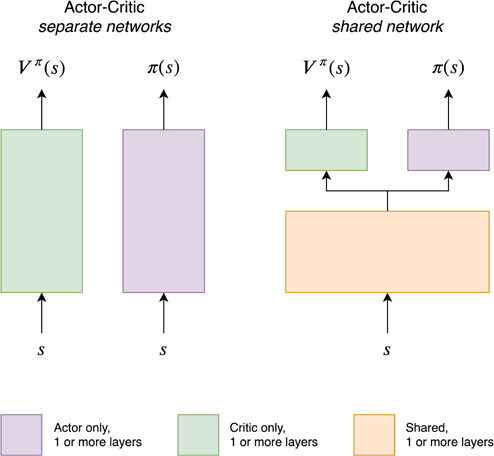 Actor-Critic
separate networks
Actor-Critic
shared network
V^π(s)
π(s)
V^π(s)
π(s)
s
s
s
Actor only,
1 or more layers
Critic only,
1 or more layers
Shared,
1 or more layers